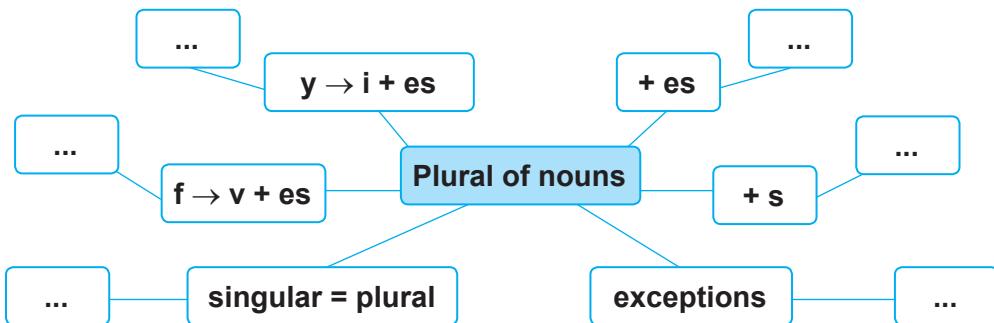 ...
...
y → i + es
+ es
...
...
Plural of nouns
f → v + es
+ s
...
singular = plural
exceptions
...